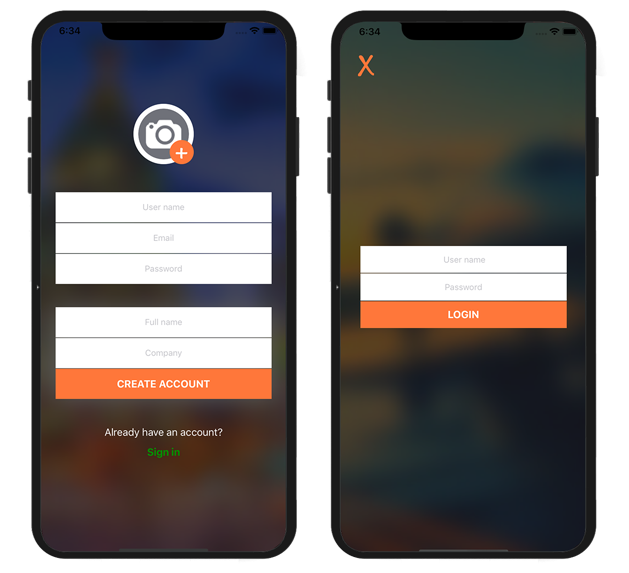 6:34
User name
Email
Password
Full name
Company
CREATE ACCOUNT
Already have an account?
Sign in
6:34
X
User name
Password
LOGIN